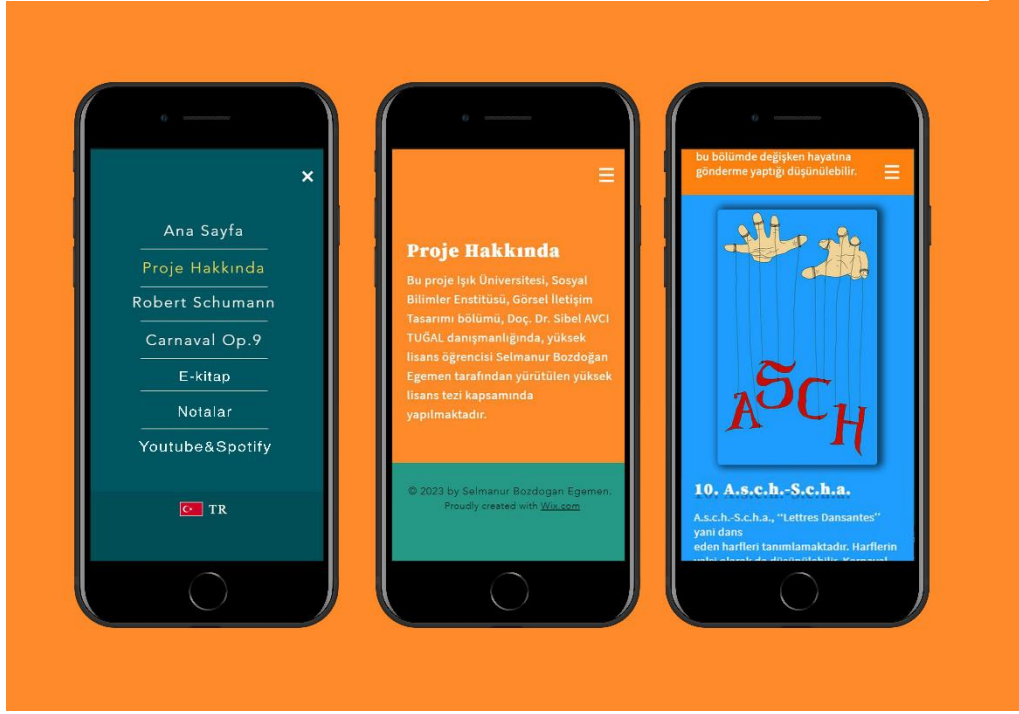 ×
Ana Sayfa
Proje Hakkında
Robert Schumann
Carnaval Op.9
E-kitap
Notalar
Youtube&Spotify
TR
Proje Hakkında
Bu proje Işık Üniversitesi, Sosyal
Bilimler Enstitüsü, Görsel İletişim
Tasarımı bölümü, Doç. Dr. Sibel AVCI
TUĞAL danışmanlığında, yüksek
lisans öğrencisi Selmanur Bozdoğan
Egemen tarafından yürütülen yüksek
lisans tezi kapsamında
yapılmaktadır.
© 2023 by Selmanur Bozdogan Egemen.
Proudly created with Wix.com
bu bölümde değişken hayatına
gönderme yaptığı düşünülebilir.
ASCH
10. A.s.c.h.-S.c.h.a.
A.s.c.h.-S.c.h.a., "Lettres Dansantes"
yani dans
eden harfleri tanımlamaktadır. Harflerin